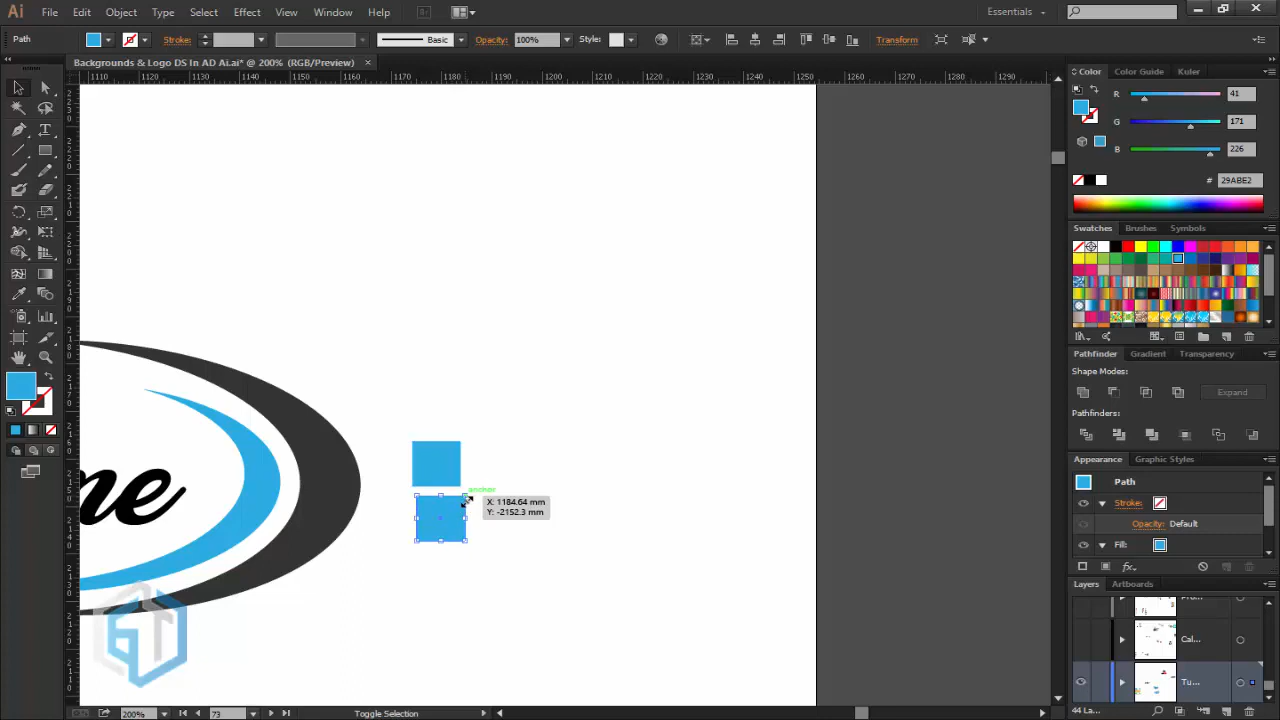 Ai File Edit Object Type Select Effect View Window Help Essentials
Path Stroke: Basic Opacity: 100% Style: Transform
Backgrounds & Logo DS In AD Ai.ai* @ 200% (RGB/Preview) ×
1110 1120 1130 1140 1150 1160 1170 1180 1190 1200 1210 1220 1230 1240 1250 1260 1270 1280 1290
Color Color Guide Kuler
R 41
G 171
B 226
# 29ABE2
Swatches Brushes Symbols
Pathfinder Gradient Transparency
Shape Modes:
Expand
Pathfinders:
Appearance Graphic Styles
Path
Stroke:
Opacity: Default
Fill:
Layers Artboards
Cal...
Tu...
44 La...
me
X: 1184.64 mm
Y: -2152.3 mm
GT
200% 73 Toggle Selection